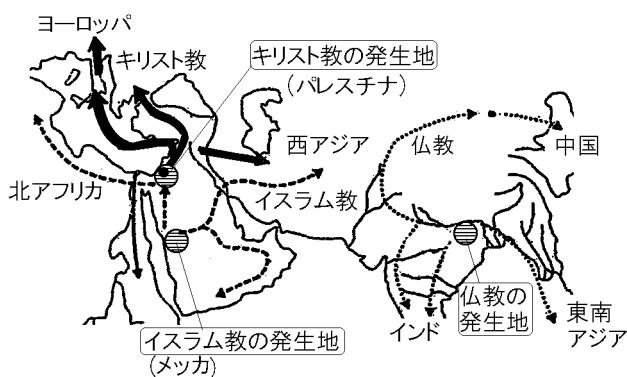 ヨーロッパ
キリスト教
キリスト教の発生地
(パレスチナ)
西アジア
仏教
中国
北アフリカ
イスラム教
仏教の
発生地
インド
東南
アジア
イスラム教の発生地
(メッカ)